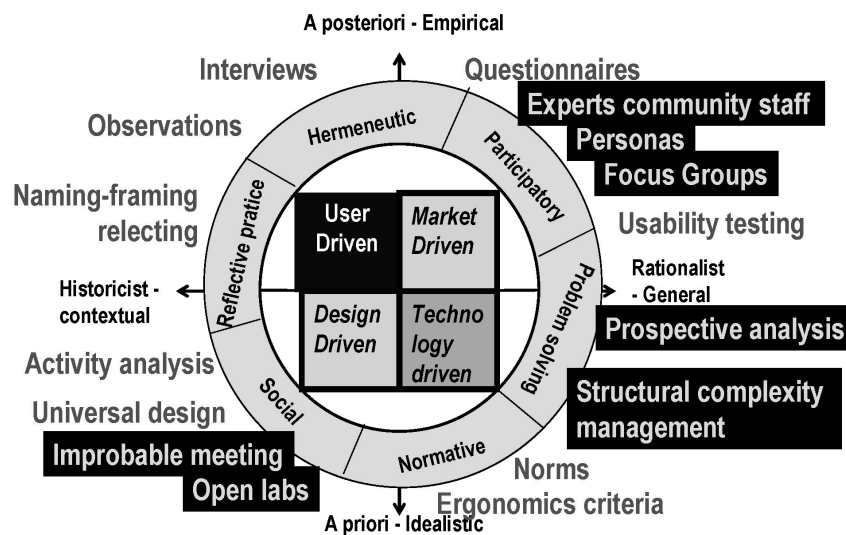 A posteriori - Empirical
Interviews
Questionnaires
Experts community staff
Personas
Focus Groups
Observations
Hermeneutic
Participatory
Naming-framing
relecting
Reflective pratice
User
Driven
Market
Driven
Usability testing
Historicist -
contextual
Rationalist
- General
Design
Driven
Techno
logy
driven
Problem solving
Prospective analysis
Activity analysis
Social
Structural complexity
management
Universal design
Improbable meeting
Open labs
Normative
Norms
Ergonomics criteria
A priori - Idealistic